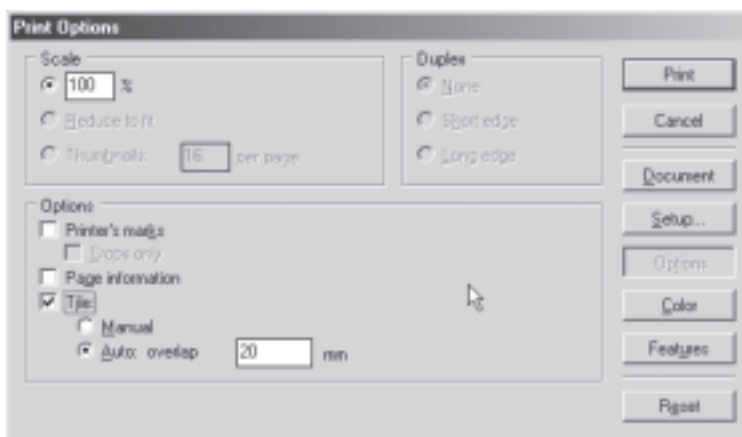 Print Options
Scale
100 %
Reduce to fit
Thumbnails: 16 per page
Duplex
None
Short edge
Long edge
Options
Printer's marks
Crops only
Page information
Tile:
Manual
Auto: overlap 20 mm
Print
Cancel
Document
Setup...
Options
Color
Features
Reset